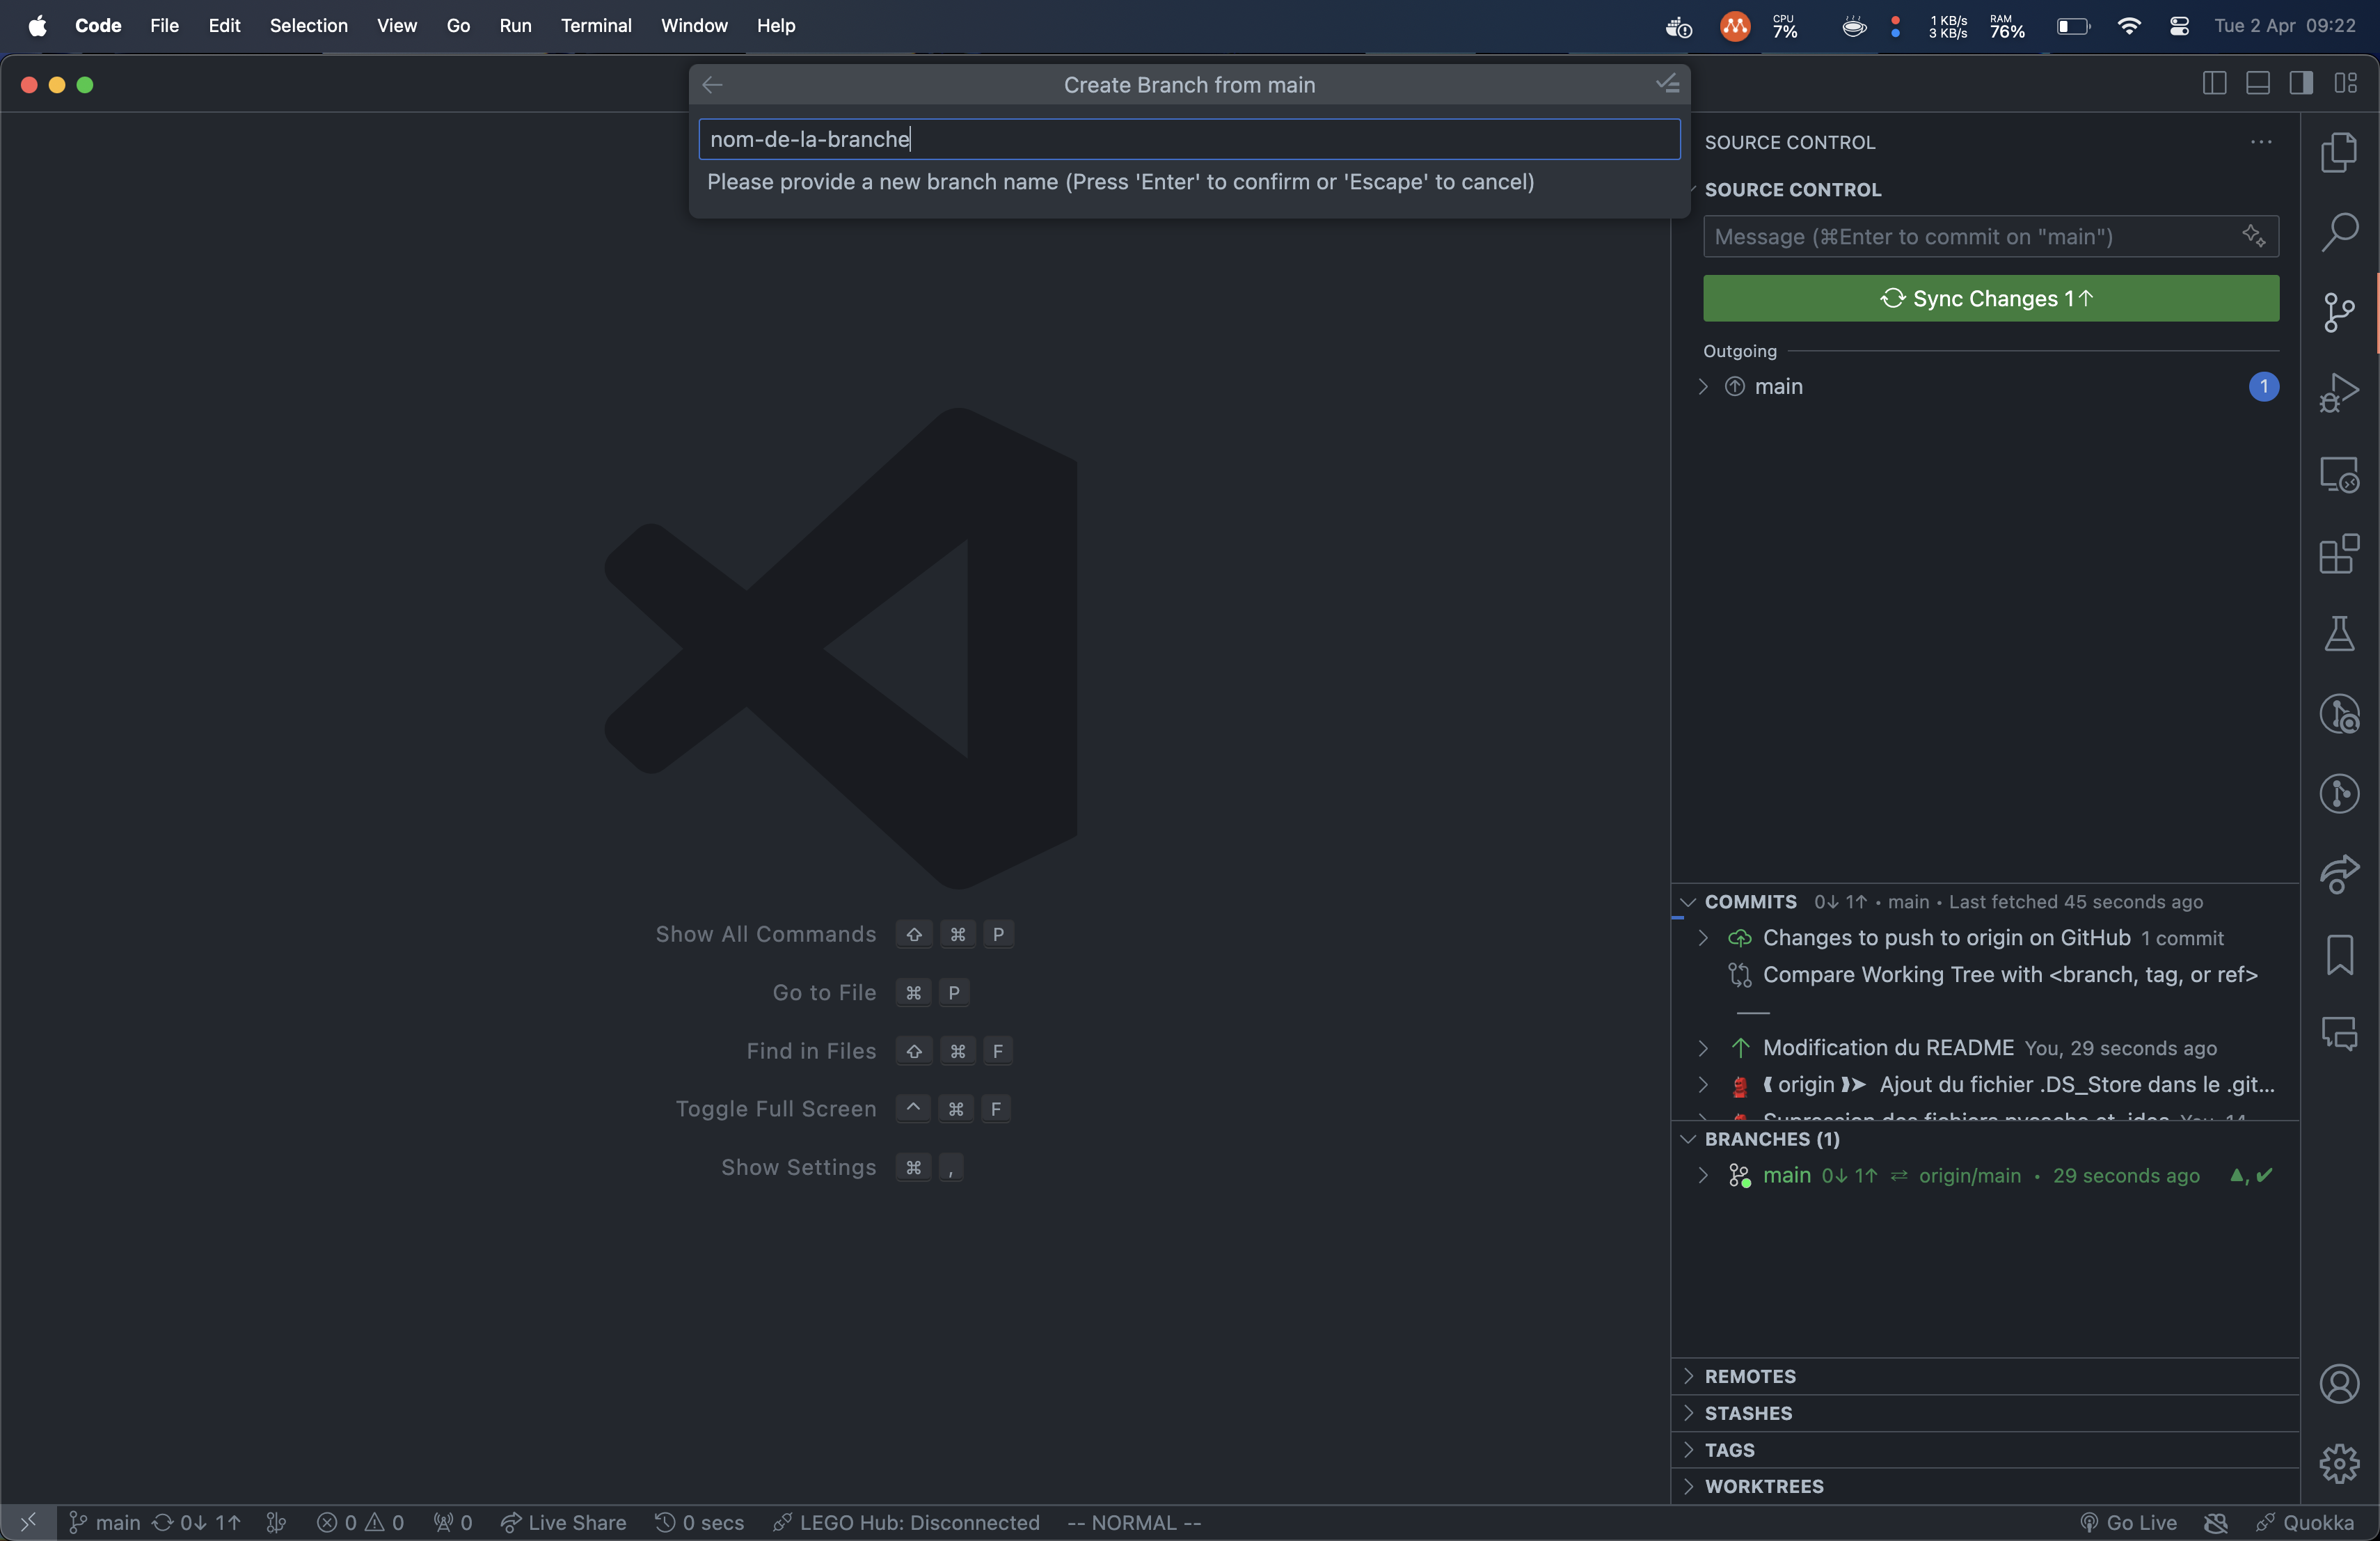 Code File Edit Selection View Go Run Terminal Window Help
CPU 7% 1 KB/s 3 KB/s RAM 76% Tue 2 Apr 09:22
Create Branch from main
nom-de-la-branche
Please provide a new branch name (Press 'Enter' to confirm or 'Escape' to cancel)
Show All Commands ⇧ ⌘ P
Go to File ⌘ P
Find in Files ⇧ ⌘ F
Toggle Full Screen ^ ⌘ F
Show Settings ⌘ ,
SOURCE CONTROL
SOURCE CONTROL
Message (⌘Enter to commit on "main")
Sync Changes 1↑
Outgoing
main 1
COMMITS 0↓ 1↑ • main • Last fetched 45 seconds ago
Changes to push to origin on GitHub 1 commit
Compare Working Tree with <branch, tag, or ref>
Modification du README You, 29 seconds ago
⟪ origin ⟫➤ Ajout du fichier .DS_Store dans le .git...
BRANCHES (1)
main 0↓ 1↑ ⇄ origin/main • 29 seconds ago ▲, ✔
REMOTES
STASHES
TAGS
WORKTREES
main 0↓ 1↑ 0 0 0 Live Share 0 secs LEGO Hub: Disconnected -- NORMAL -- Go Live Quokka